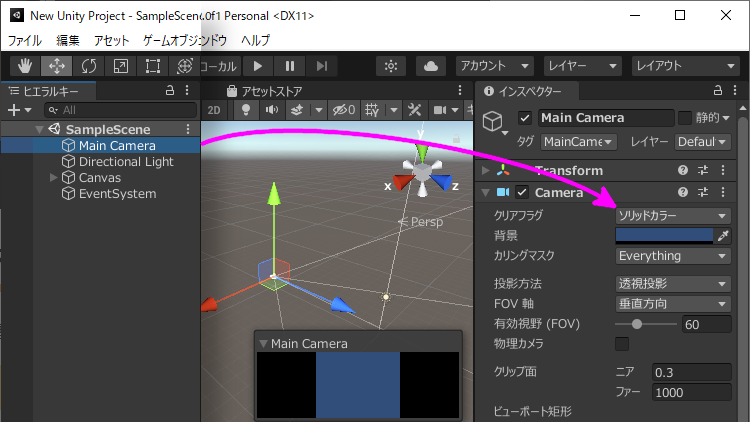 New Unity Project - SampleScene.0f1 Personal <DX11>
ファイル 編集 アセット ゲームオブジェクト ヘルプ
ローカル アカウント レイヤー レイアウト
ヒエラルキー
All
SampleScene
Main Camera
Directional Light
Canvas
EventSystem
アセットストア
2D
0
y
x
z
Persp
Main Camera
インスペクター
Main Camera 静的
タグ MainCame レイヤー Default
Transform
Camera
クリアフラグ ソリッドカラー
背景
カリングマスク Everything
投影方法 透視投影
FOV 軸 垂直方向
有効視野 (FOV) 60
物理カメラ
クリップ面 ニア 0.3
ファー 1000
ビューポート矩形